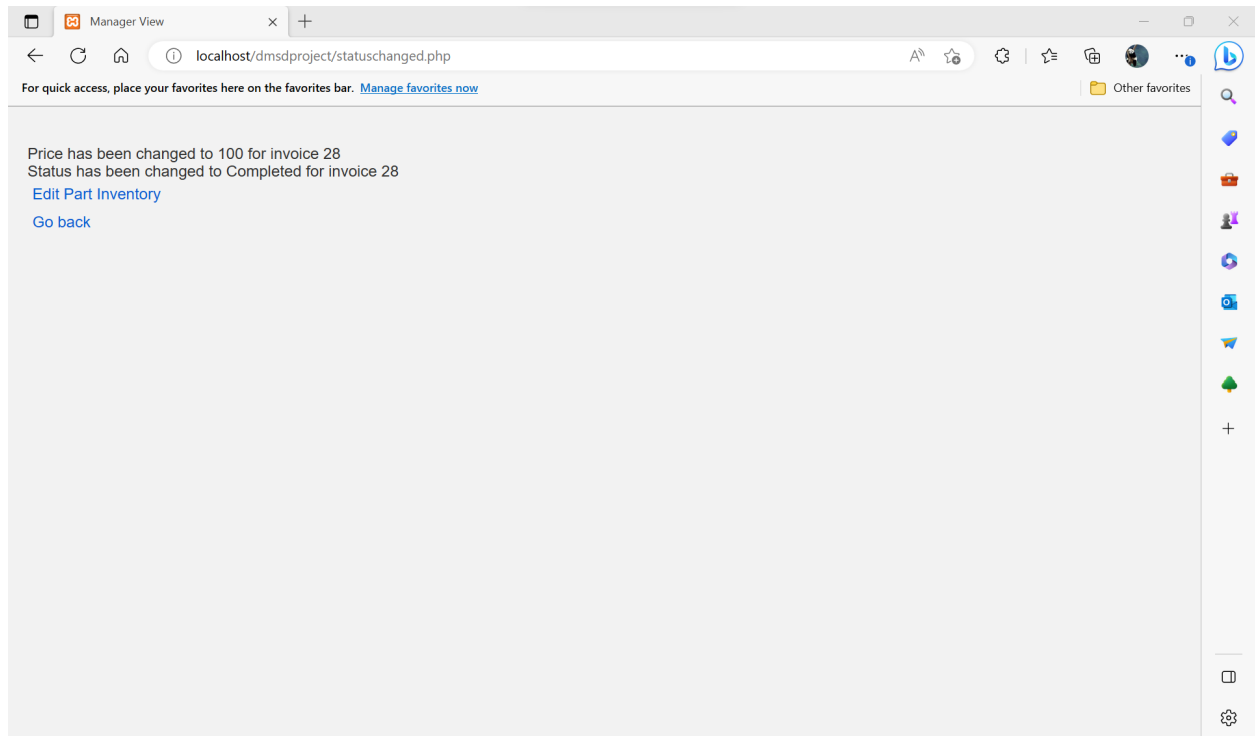 Manager View
localhost/dmsdproject/statuschanged.php
For quick access, place your favorites here on the favorites bar. Manage favorites now
Other favorites
Price has been changed to 100 for invoice 28
Status has been changed to Completed for invoice 28
Edit Part Inventory
Go back